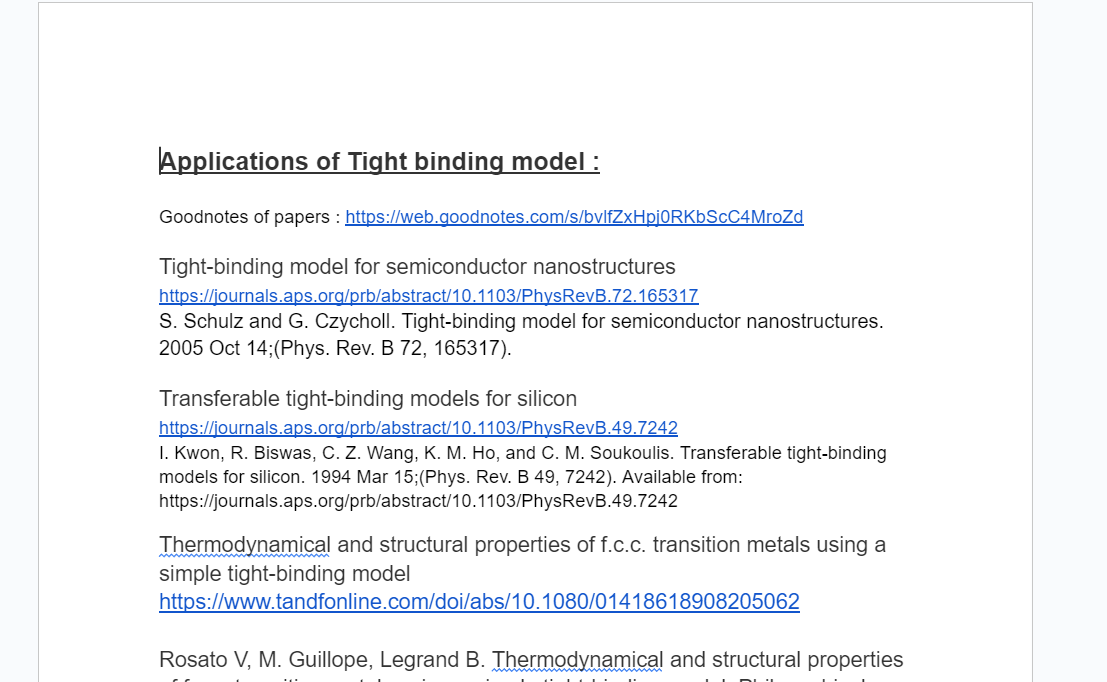 Applications of Tight binding model :
Goodnotes of papers : https://web.goodnotes.com/s/bvlfZxHpj0RKbScC4MroZd
Tight-binding model for semiconductor nanostructures
https://journals.aps.org/prb/abstract/10.1103/PhysRevB.72.165317
S. Schulz and G. Czycholl. Tight-binding model for semiconductor nanostructures.
2005 Oct 14;(Phys. Rev. B 72, 165317).
Transferable tight-binding models for silicon
https://journals.aps.org/prb/abstract/10.1103/PhysRevB.49.7242
I. Kwon, R. Biswas, C. Z. Wang, K. M. Ho, and C. M. Soukoulis. Transferable tight-binding
models for silicon. 1994 Mar 15;(Phys. Rev. B 49, 7242). Available from:
https://journals.aps.org/prb/abstract/10.1103/PhysRevB.49.7242
Thermodynamical and structural properties of f.c.c. transition metals using a
simple tight-binding model
https://www.tandfonline.com/doi/abs/10.1080/01418618908205062
Rosato V, M. Guillope, Legrand B. Thermodynamical and structural properties